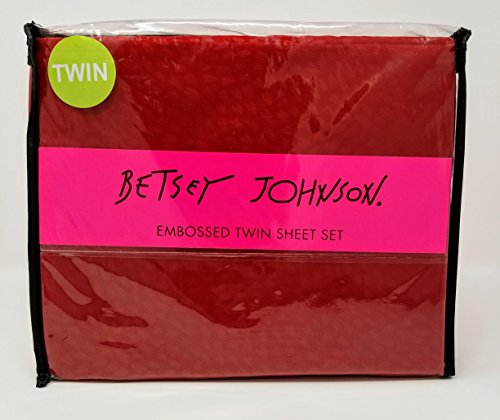 TWIN
BETSEY JOHNSON.
EMBOSSED TWIN SHEET SET